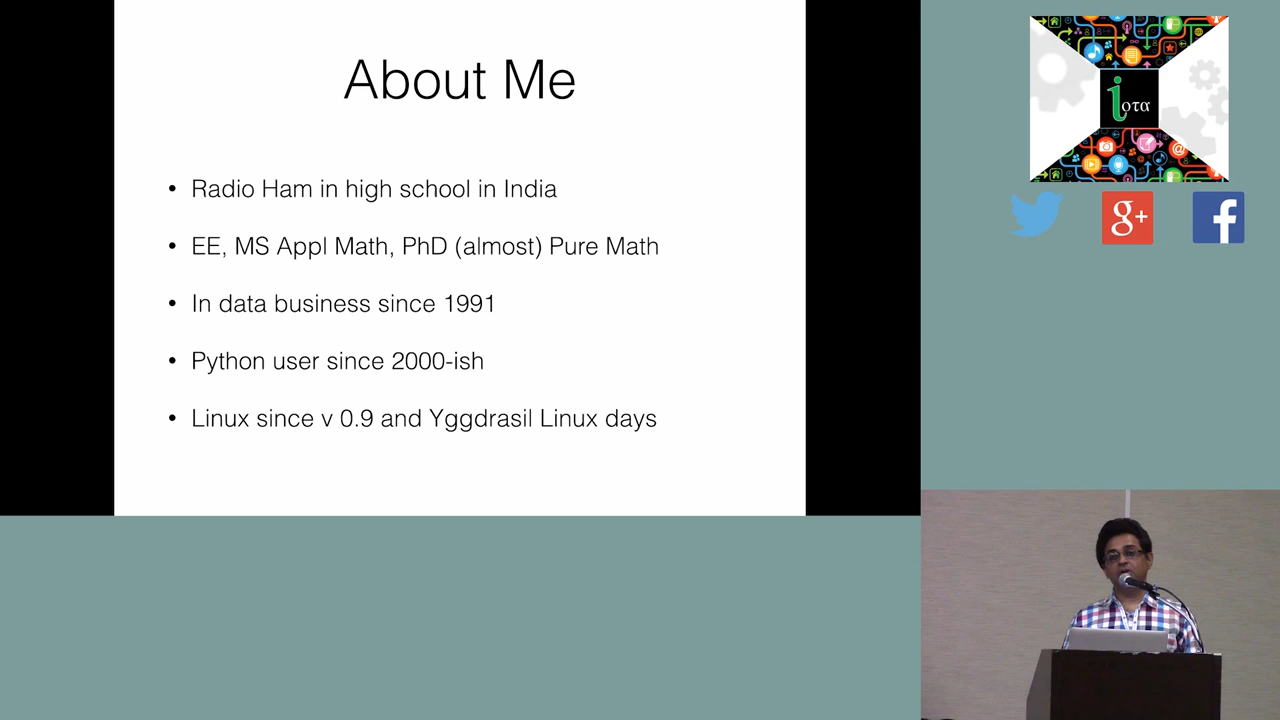 About Me
• Radio Ham in high school in India
• EE, MS Appl Math, PhD (almost) Pure Math
• In data business since 1991
• Python user since 2000-ish
• Linux since v 0.9 and Yggdrasil Linux days
iοτα
@
g+
f